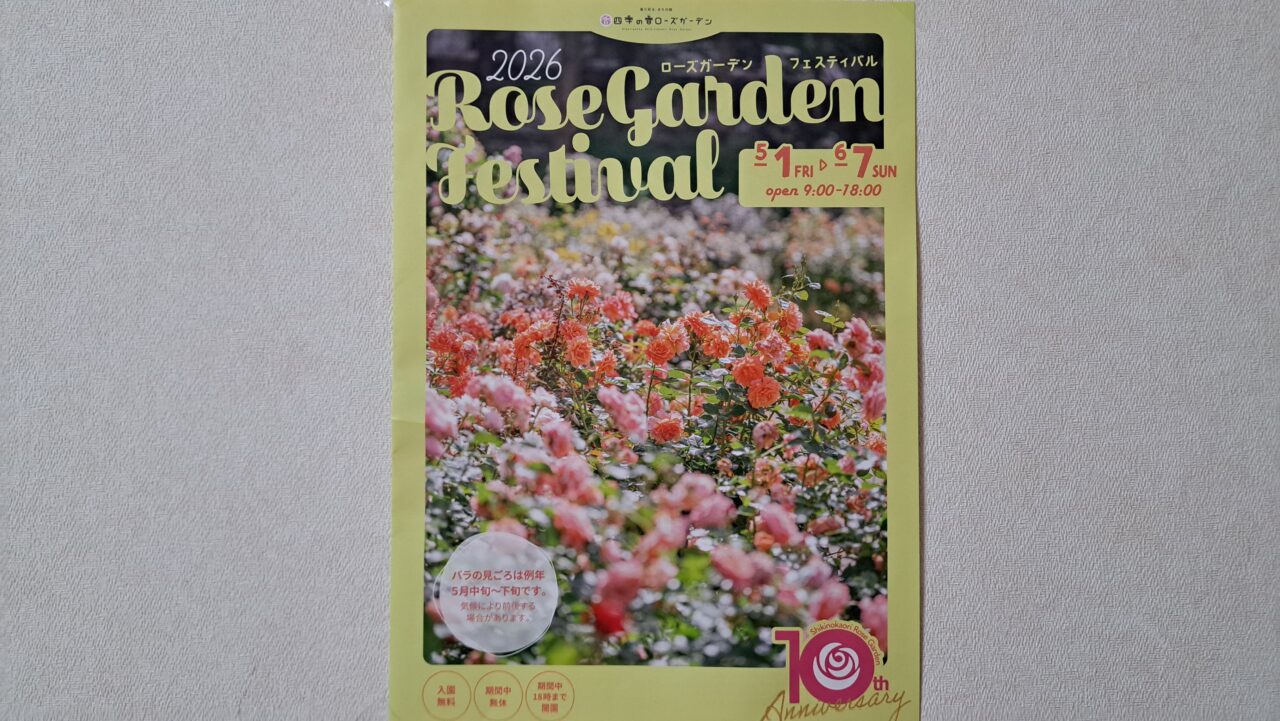 四季の香ローズガーデン
2026
ローズガーデン フェスティバル
RoseGarden
Festival
5 1 FRI ▷ 6 7 SUN
open 9:00-18:00
バラの見ごろは例年
5月中旬〜下旬です。
気候により前後する
場合があります。
入園
無料
期間中
無休
期間中
18時まで
開園
Shikinokaori Rose Garden
10th
Anniversary